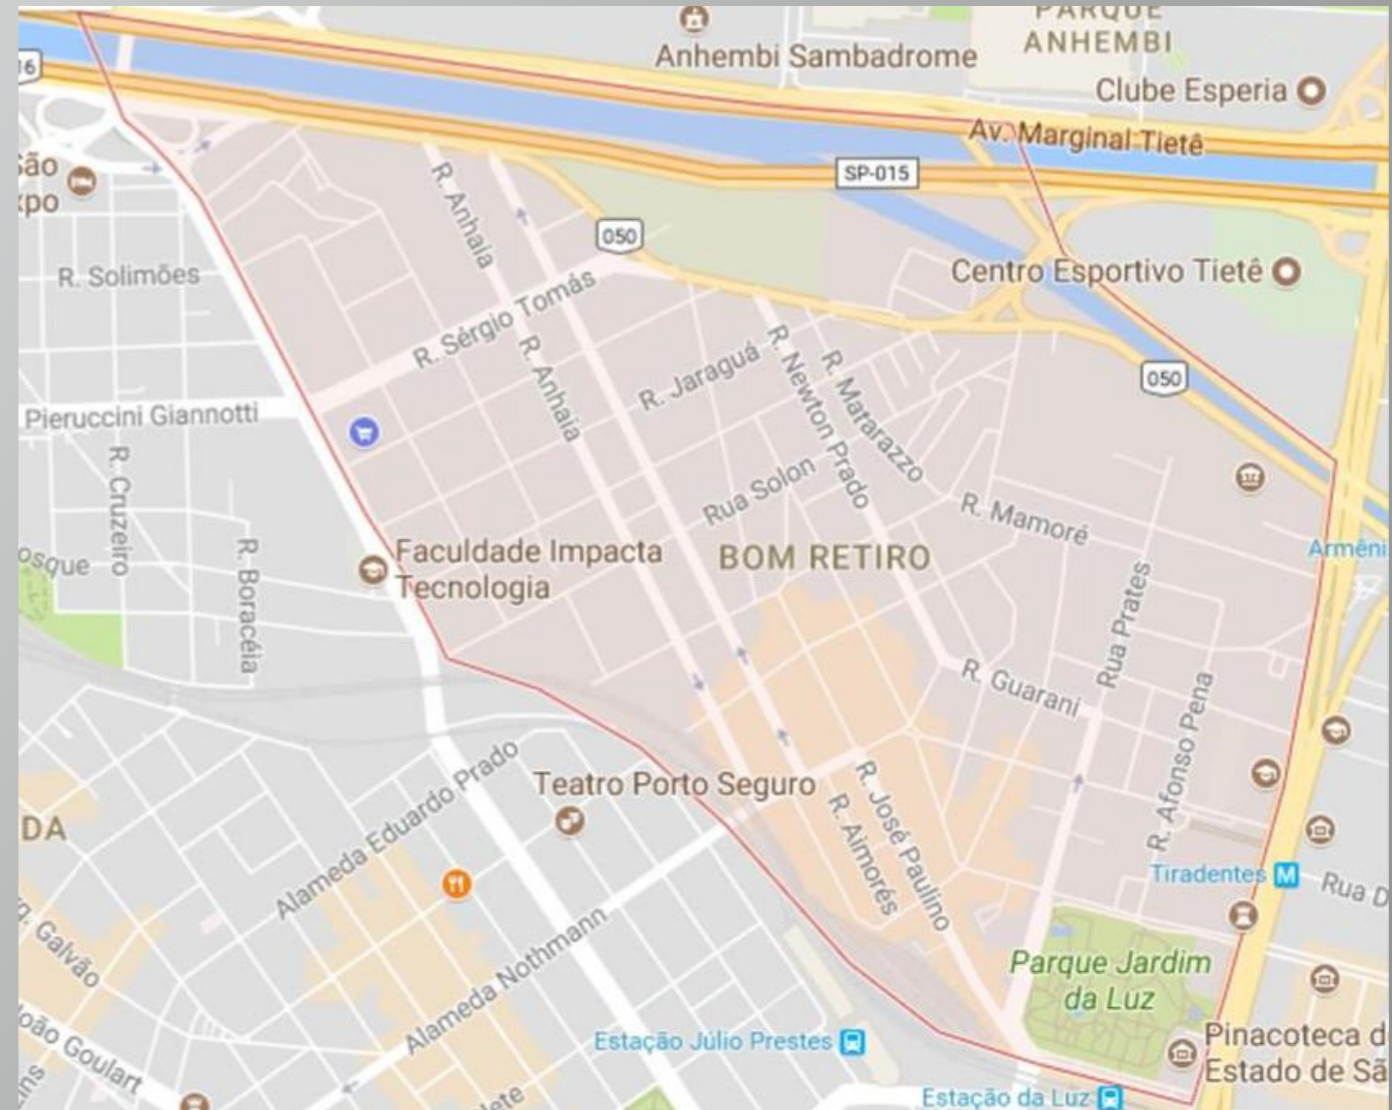 PARQUE
ANHEMBI
Anhembi Sambadrome
16
Clube Esperia
Av. Marginal Tietê
São
xpo
SP-015
R. Anhaia
050
R. Solimões
Centro Esportivo Tietê
R. Sérgio Tomás
R. Anhaia
R. Jaraguá
R. Newton Prado
R. Matarazzo
050
Pieruccini Giannotti
R. Cruzeiro
Rua Solon
R. Mamoré
osque
R. Boracéia
Faculdade Impacta
Tecnologia
BOM RETIRO
Armêni
Rua Prates
R. Guarani
R. Afonso Pena
Alameda Eduardo Prado
Teatro Porto Seguro
R. José Paulino
R. Aimorés
DA
Tiradentes M
Rua D
Galvão
Alameda Nothmann
Parque Jardim
da Luz
João Goulart
Estação Júlio Prestes
Pinacoteca d
Estado de Sã
ins
lete
Estação da Luz